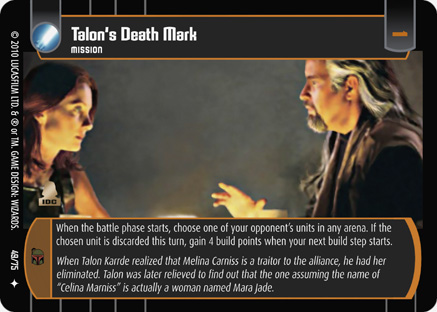 Talon's Death Mark
MISSION
© 2010 LUCASFILM LTD. & ® or TM. GAME DESIGN: WIZARDS.
48/75
When the battle phase starts, choose one of your opponent's units in any arena. If the
chosen unit is discarded this turn, gain 4 build points when your next build step starts.
When Talon Karrde realized that Melina Carniss is a traitor to the alliance, he had her
eliminated. Talon was later relieved to find out that the one assuming the name of
"Celina Marniss" is actually a woman named Mara Jade.